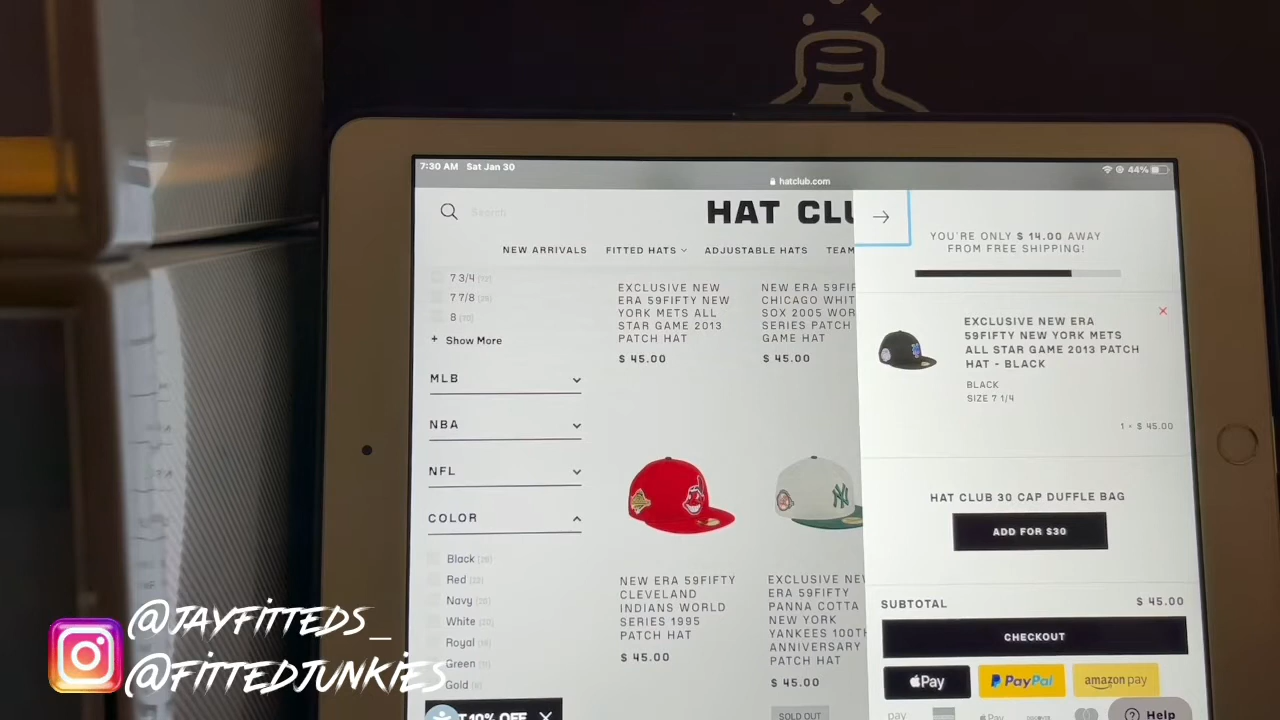 7:30 AM Sat Jan 30
44%
hatclub.com
Search
HAT CLU
NEW ARRIVALS
FITTED HATS
ADJUSTABLE HATS
TEAM
7 3/4
7 7/8
8
+ Show More
MLB
NBA
NFL
COLOR
Black
Red
Navy
White
Royal
Green
Gold
T 10% OFF
EXCLUSIVE NEW
ERA 59FIFTY NEW
YORK METS ALL
STAR GAME 2013
PATCH HAT
$ 45.00
NEW ERA 59FIF
CHICAGO WHIT
SOX 2005 WOR
SERIES PATCH
GAME HAT
$ 45.00
NEW ERA 59FIFTY
CLEVELAND
INDIANS WORLD
SERIES 1995
PATCH HAT
$ 45.00
EXCLUSIVE NEW
ERA 59FIFTY
PANNA COTTA
NEW YORK
YANKEES 100TH
ANNIVERSARY
PATCH HAT
$ 45.00
SOLD OUT
YOU'RE ONLY $ 14.00 AWAY
FROM FREE SHIPPING!
EXCLUSIVE NEW ERA
59FIFTY NEW YORK METS
ALL STAR GAME 2013 PATCH
HAT - BLACK
BLACK
SIZE 7 1/4
1 × $ 45.00
HAT CLUB 30 CAP DUFFLE BAG
ADD FOR $30
SUBTOTAL
$ 45.00
CHECKOUT
Pay
PayPal
amazon pay
Help
@JAYFITTEDS_
@FITTEDJUNKIES